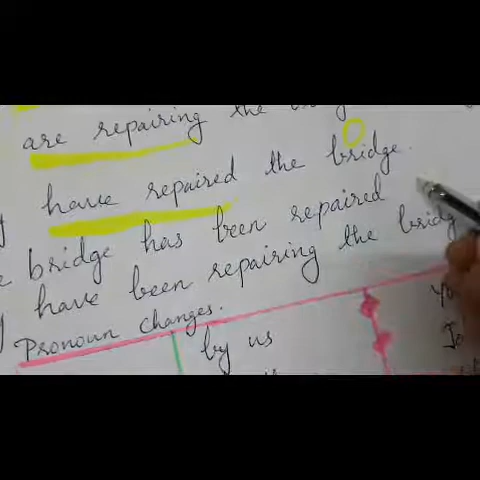 are repairing the
have repaired the bridge.
bridge has been repaired
have been repairing the
Pronoun changes.
by us